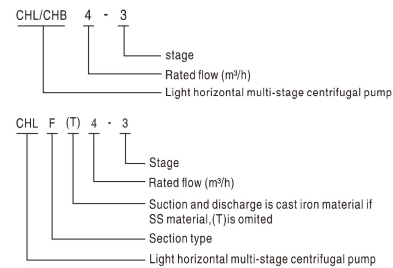 CHL/CHB 4 - 3
stage
Rated flow (m³/h)
Light horizontal multi-stage centrifugal pump
CHL F (T) 4 - 3
Stage
Rated flow (m³/h)
Suction and discharge is cast iron material if
SS material,(T)is omited
Section type
Light horizontal multi-stage centrifugal pump